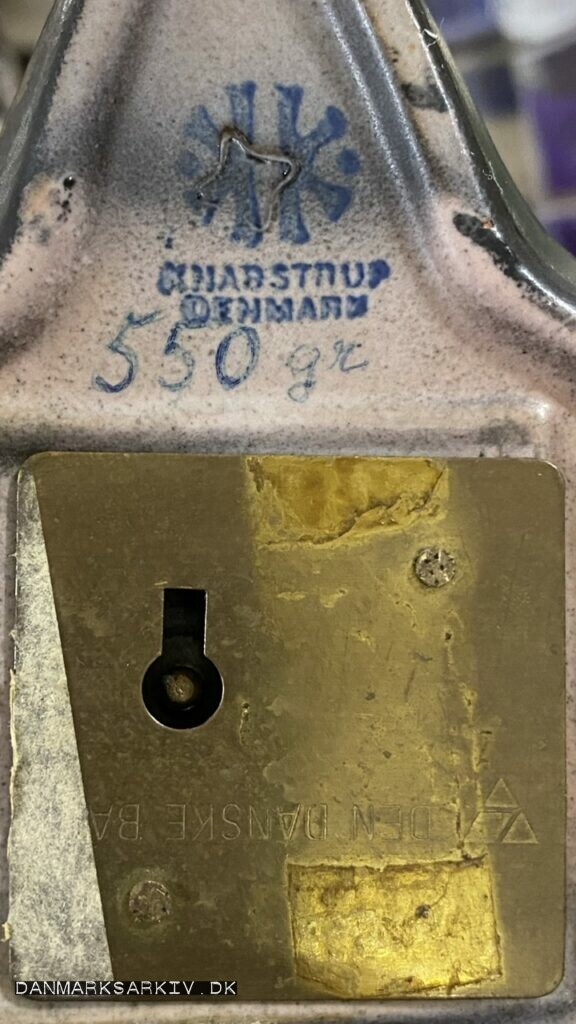 KNABSTRUP
DENMARK
550 gr
DEN DANSKE BA
DANMARKSARKIV.DK